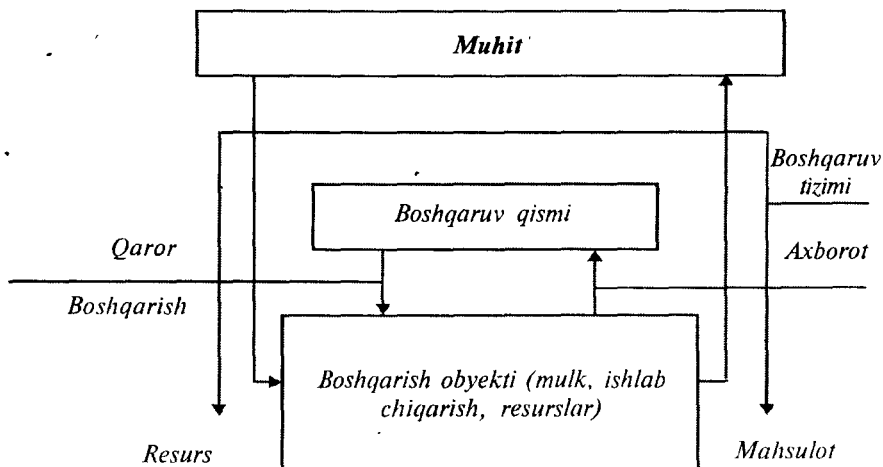 Muhit
Boshqaruv
tizimi
Boshqaruv qismi
Qaror
Axborot
Boshqarish
Boshqarish obyekti (mulk, ishlab
chiqarish, resurslar)
Resurs
Mahsulot